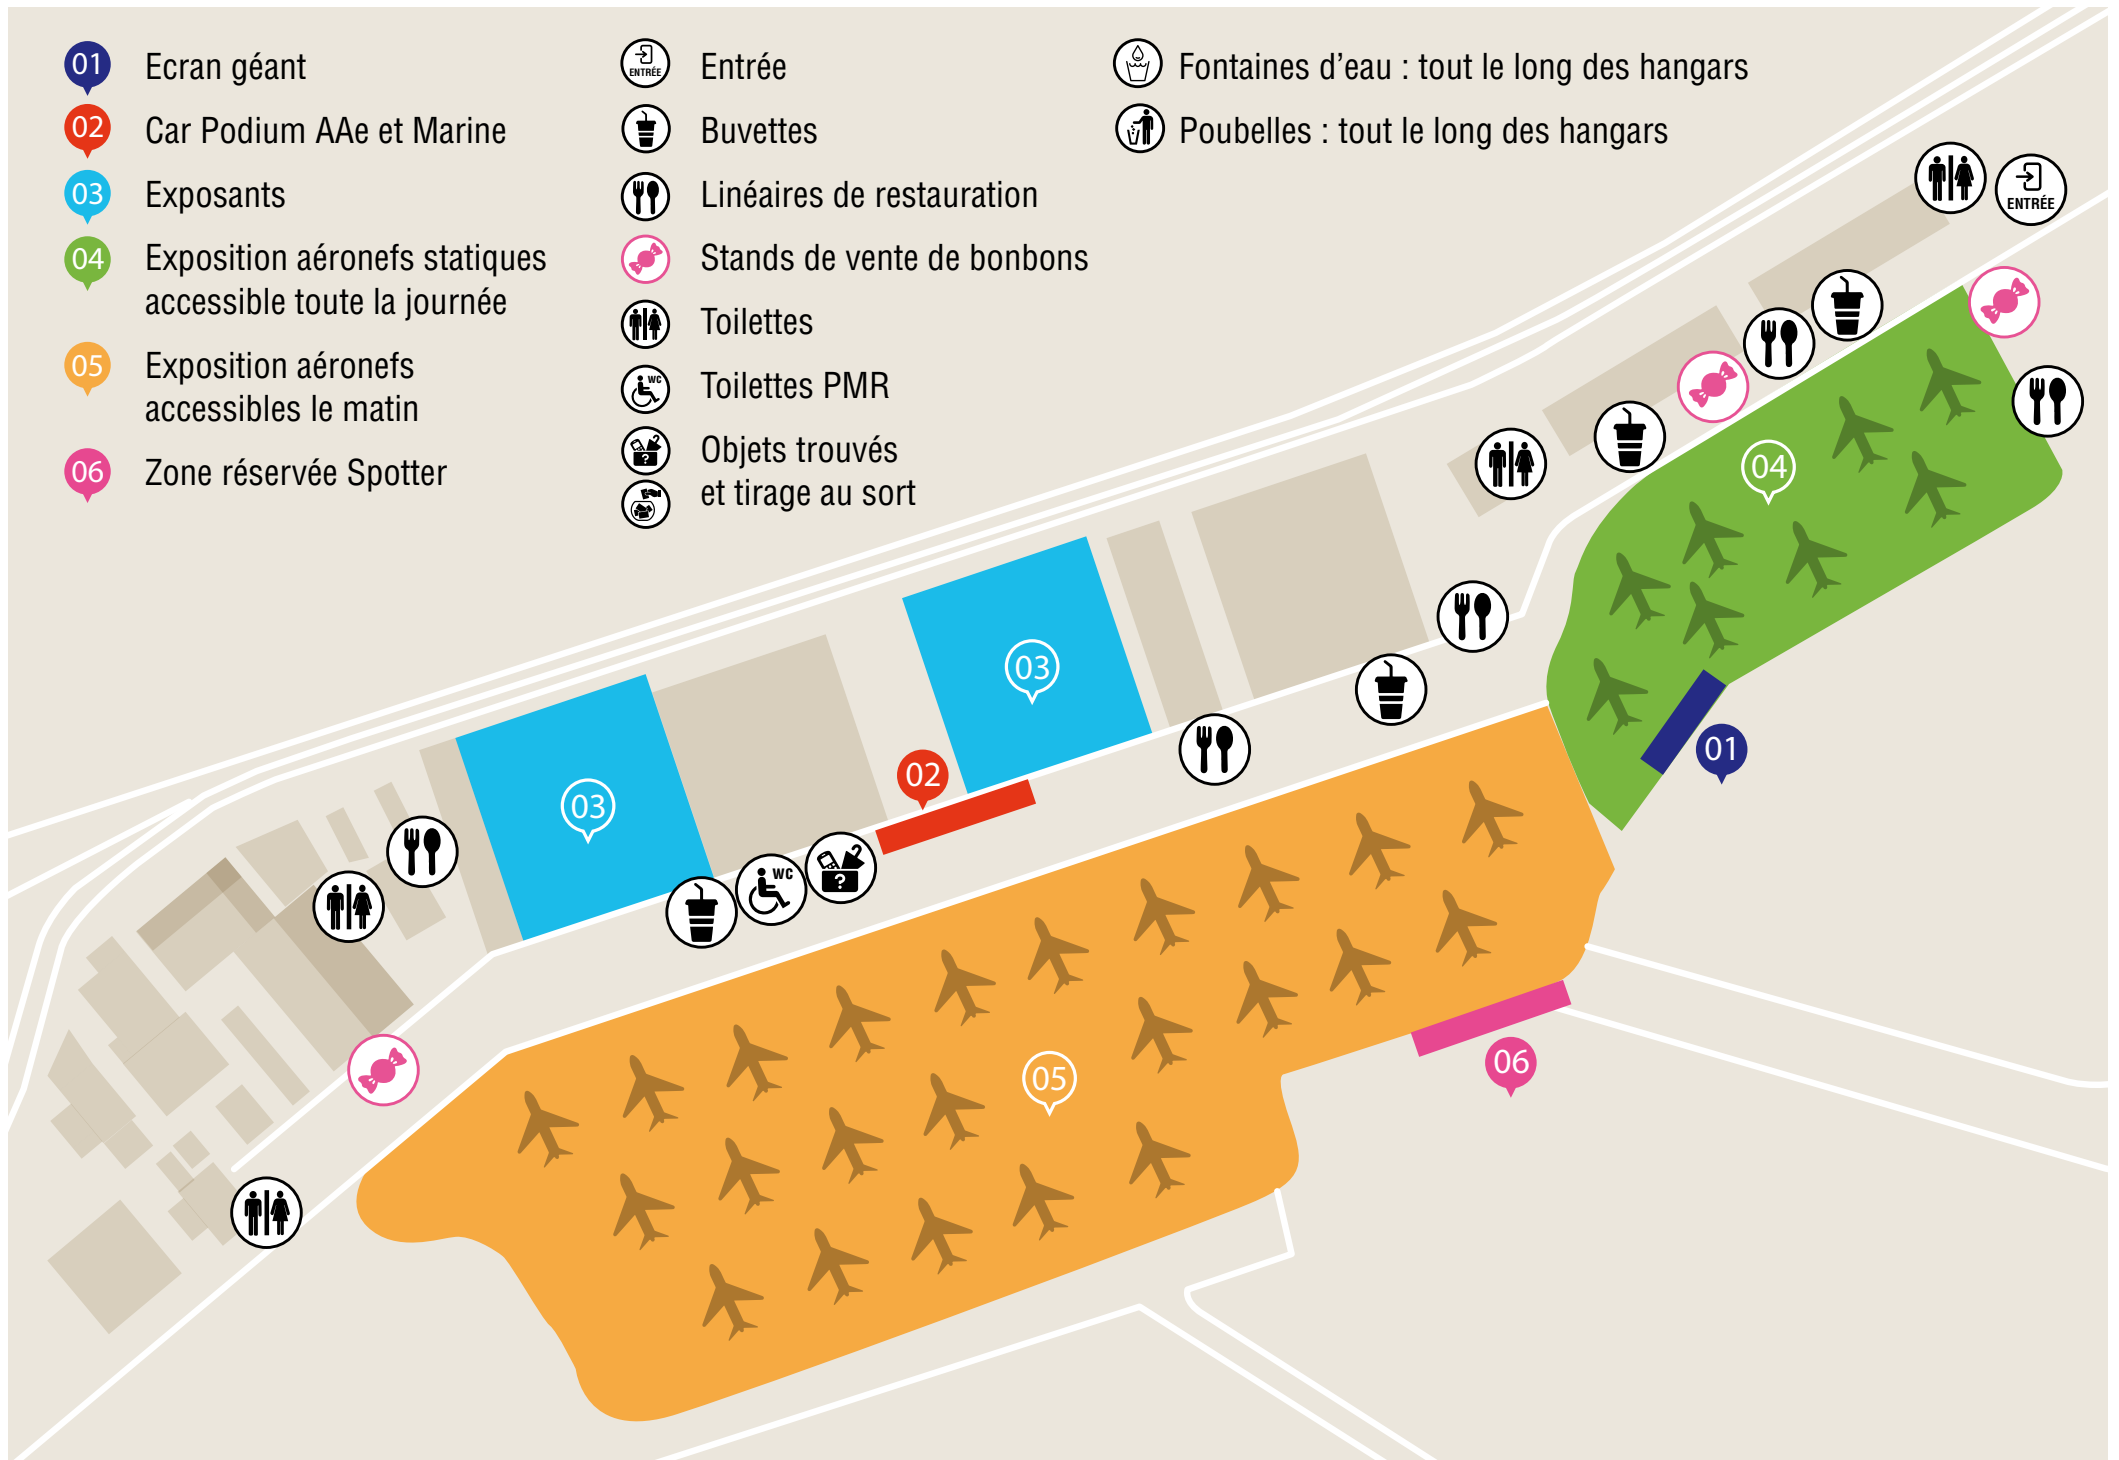 01 Ecran géant
02 Car Podium AAe et Marine
03 Exposants
04 Exposition aéronefs statiques
accessible toute la journée
05 Exposition aéronefs
accessibles le matin
06 Zone réservée Spotter
ENTRÉE Entrée
Buvettes
Linéaires de restauration
Stands de vente de bonbons
Toilettes
WC Toilettes PMR
? Objets trouvés
et tirage au sort
Fontaines d’eau : tout le long des hangars
Poubelles : tout le long des hangars
ENTRÉE
04
03
01
02
03
WC
?
05
06